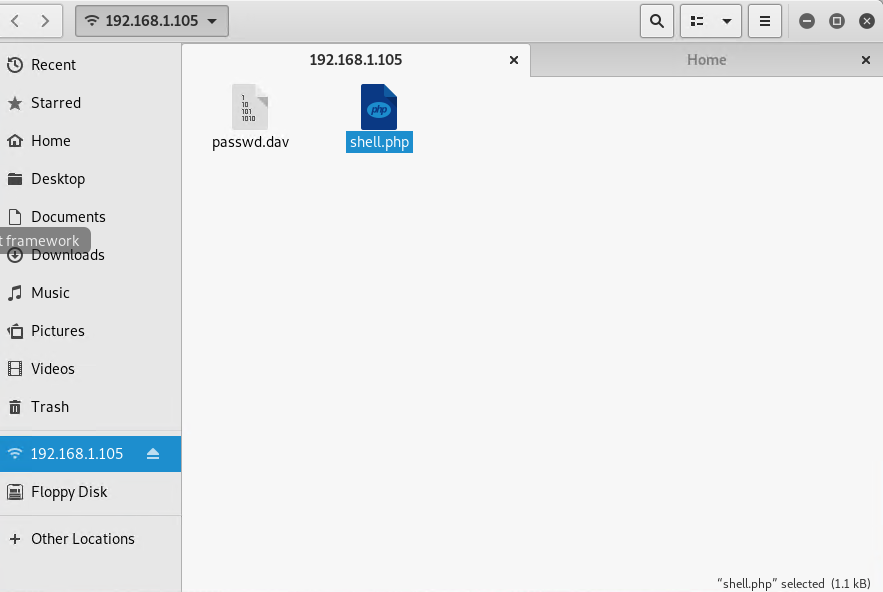 192.168.1.105
192.168.1.105
Home
Recent
Starred
Home
Desktop
Documents
t framework
Downloads
Music
Pictures
Videos
Trash
192.168.1.105
Floppy Disk
Other Locations
1
10
101
1010
php
passwd.dav
shell.php
"shell.php" selected (1.1 kB)